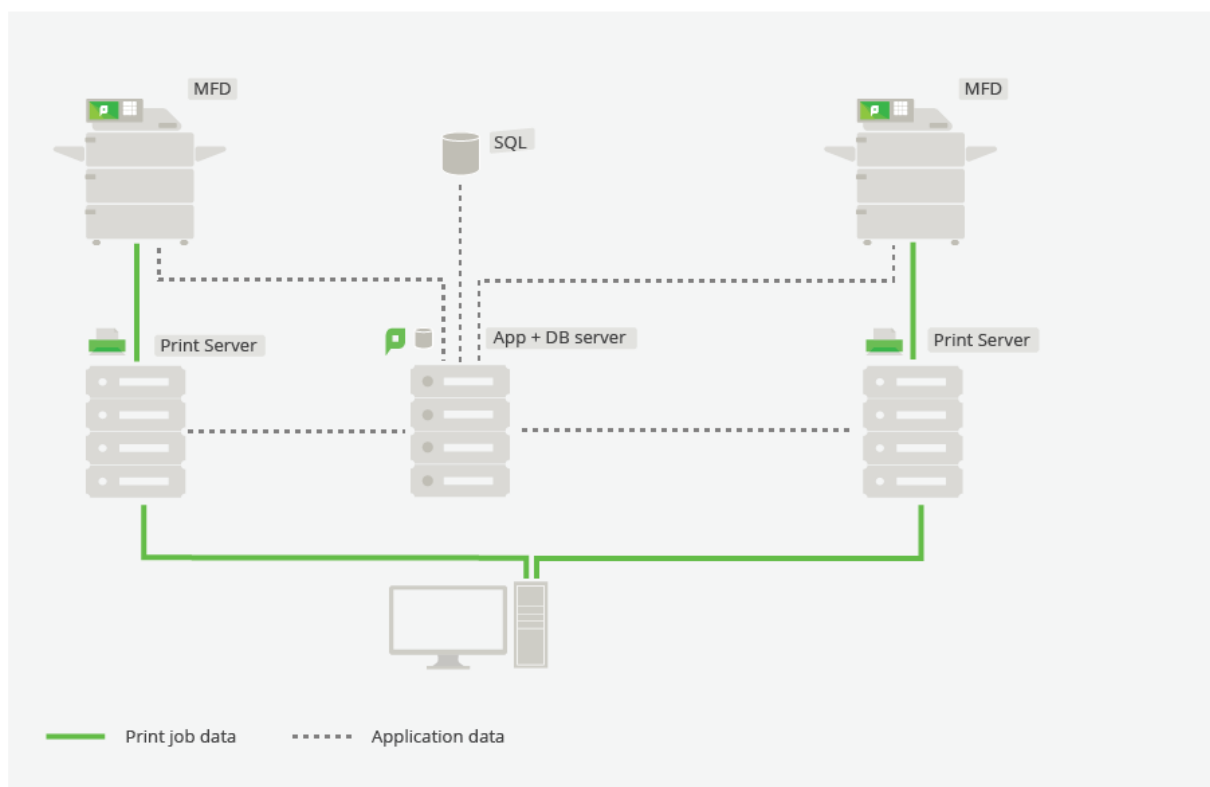 MFD
MFD
SQL
App + DB server
Print Server
Print Server
Print job data
Application data